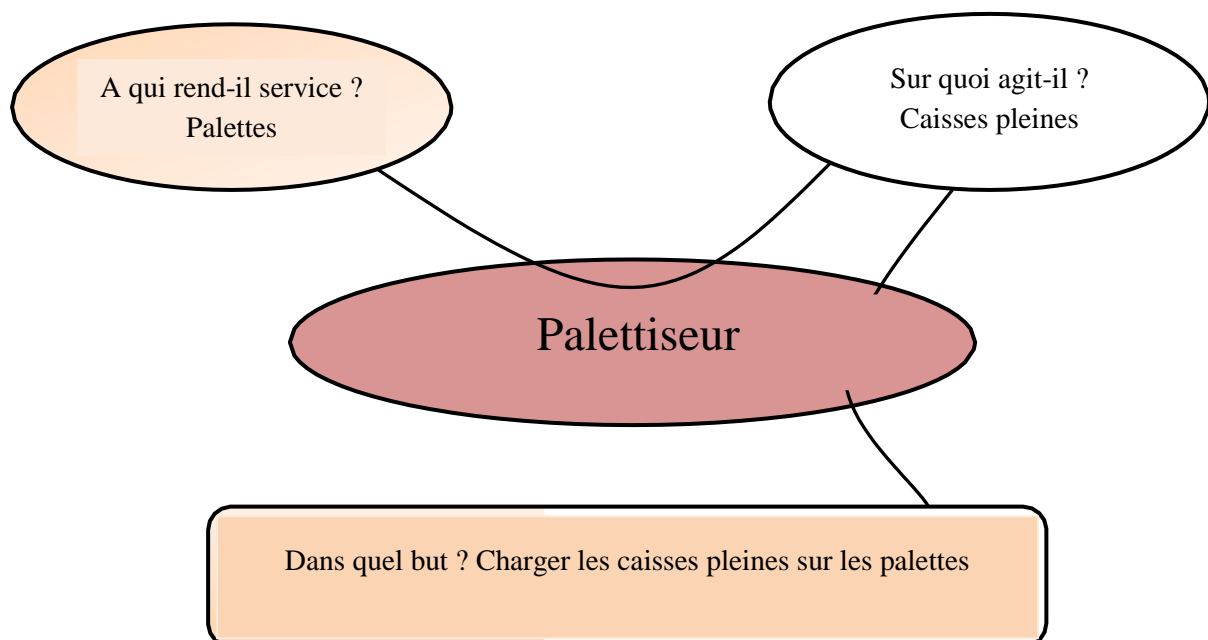 A qui rend-il service ?
Palettes
Sur quoi agit-il ?
Caisses pleines
Palettiseur
Dans quel but ? Charger les caisses pleines sur les palettes